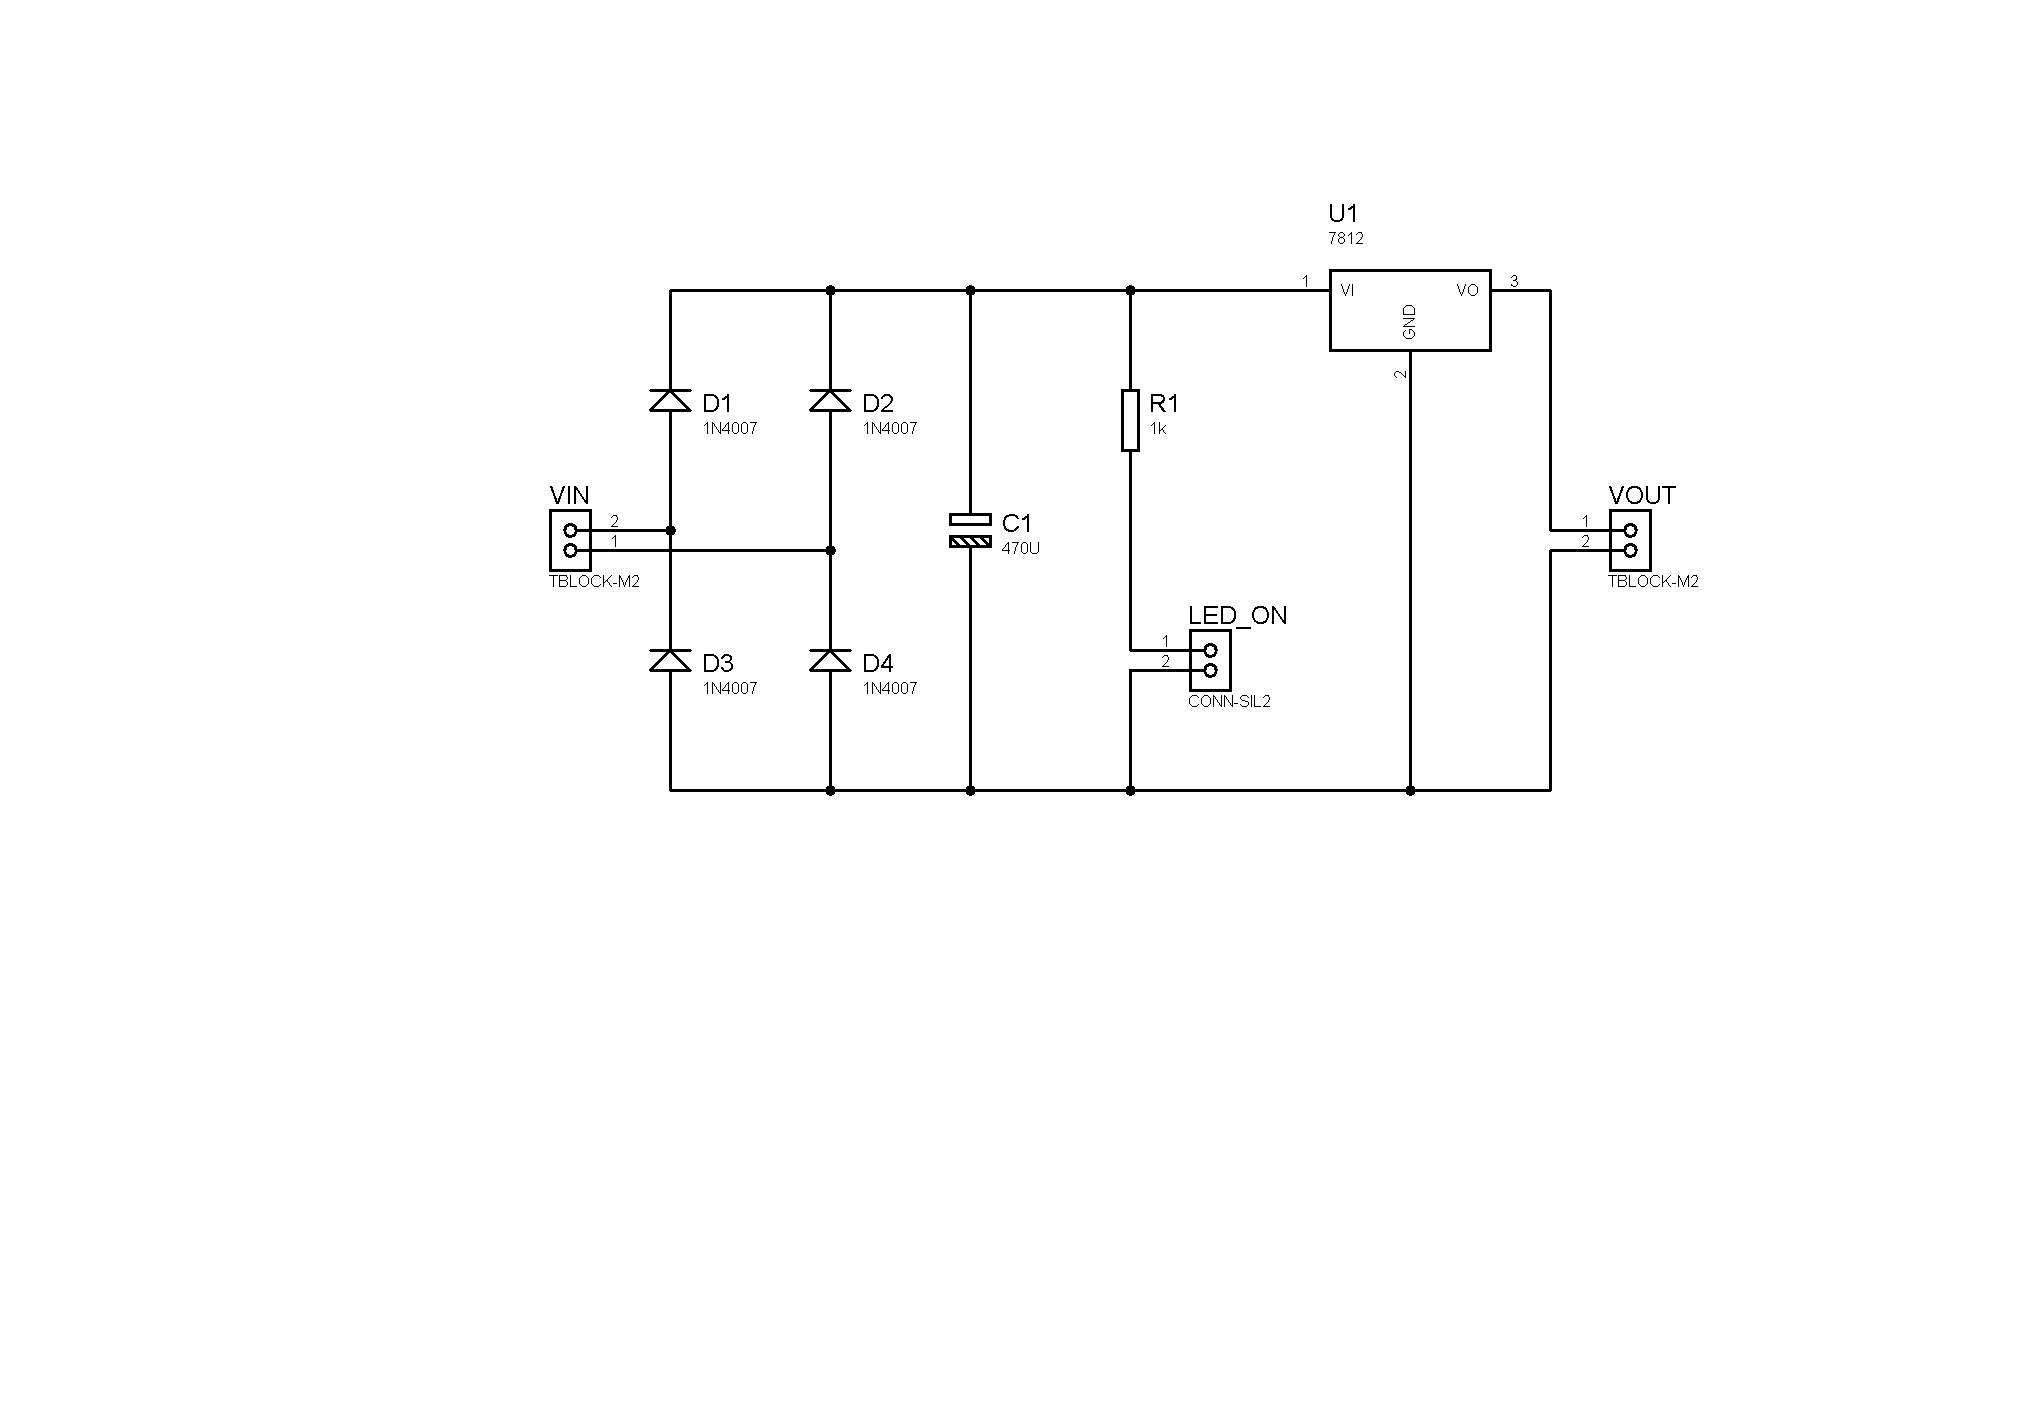 U1
7812
1
VI
VO
3
GND
2
D1
1N4007
D2
1N4007
R1
1k
VIN
2
1
TBLOCK-M2
C1
470U
VOUT
1
2
TBLOCK-M2
LED_ON
1
2
CONN-SIL2
D3
1N4007
D4
1N4007